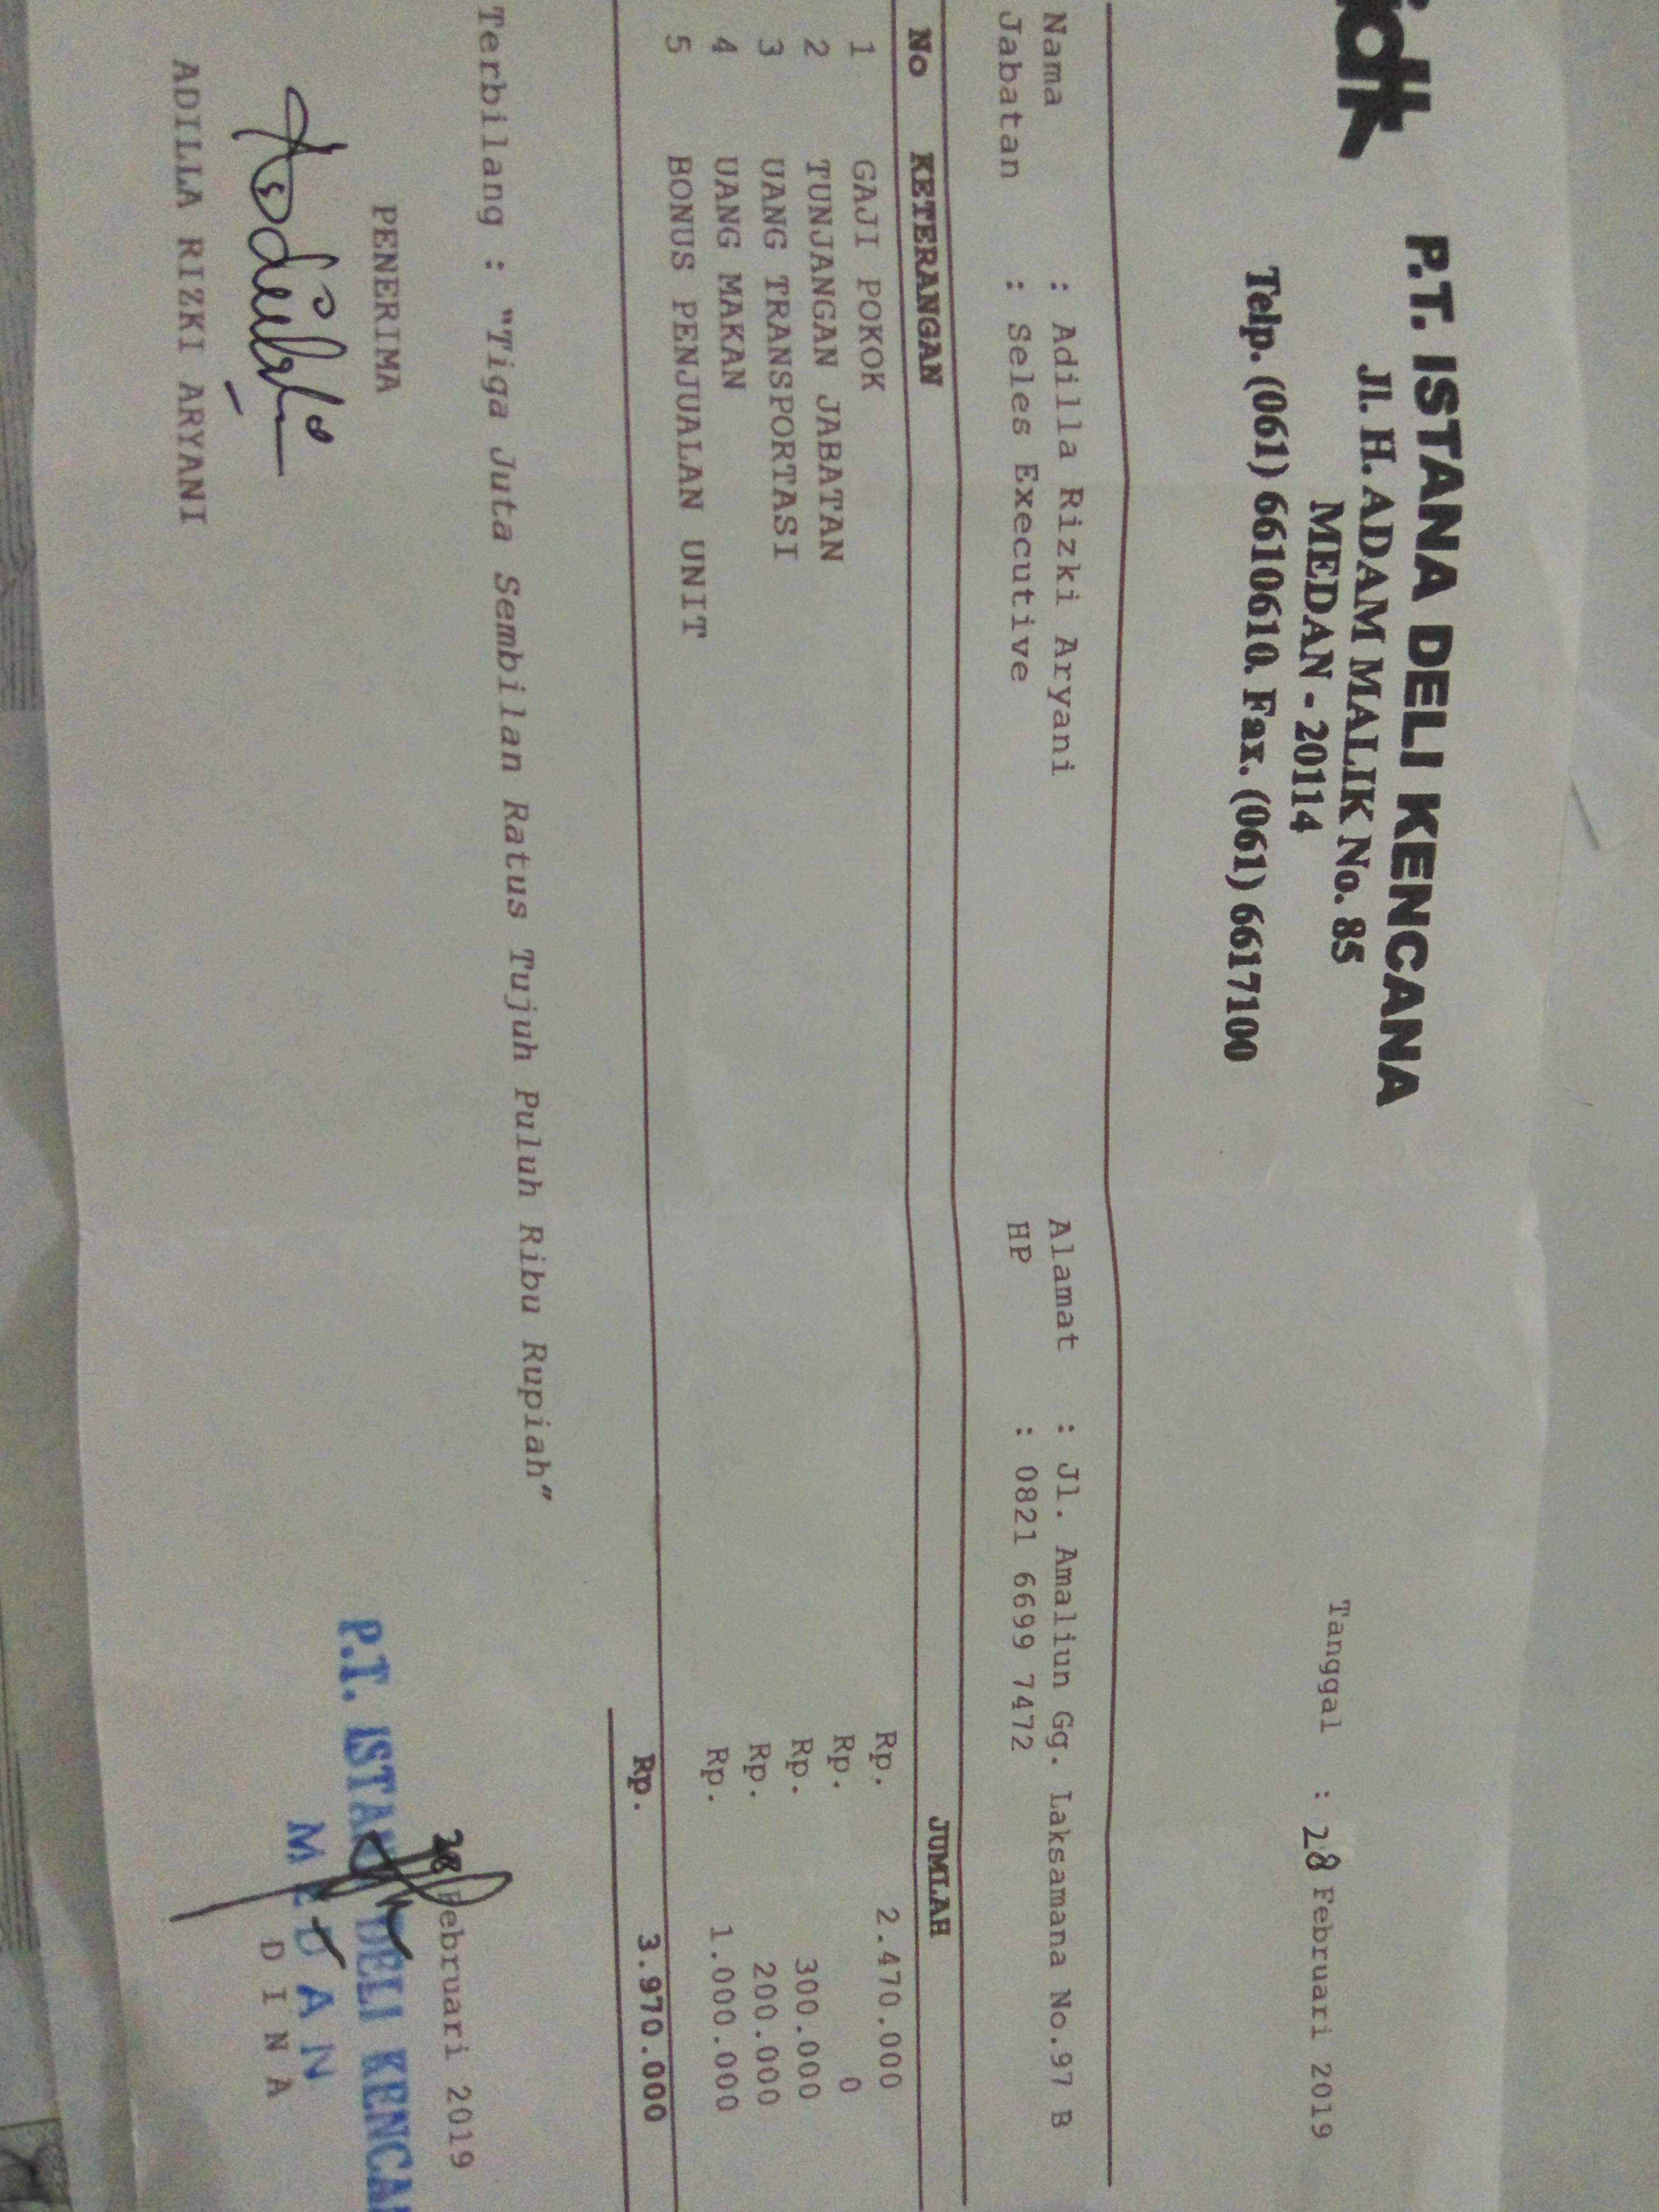 idk
P.T. ISTANA DELI KENCANA
Jl. H. ADAM MALIK No. 85
MEDAN - 20114
Telp. (061) 6610610. Fax. (061) 6617100
Tanggal : 28 Februari 2019
Nama : Adilla Rizki Aryani Alamat : Jl. Amaliun Gg. Laksamana No.97 B
Jabatan : Seles Executive HP : 0821 6699 7472
No KETERANGAN JUMLAH
1 GAJI POKOK Rp. 2.470.000
2 TUNJANGAN JABATAN Rp. 0
3 UANG TRANSPORTASI Rp. 300.000
4 UANG MAKAN Rp. 200.000
5 BONUS PENJUALAN UNIT Rp. 1.000.000
Rp. 3.970.000
Terbilang : "Tiga Juta Sembilan Ratus Tujuh Puluh Ribu Rupiah"
28 Februari 2019
PENERIMA
P.T. ISTANA DELI KENCA
MEDAN
ADILLA RIZKI ARYANI
DINA